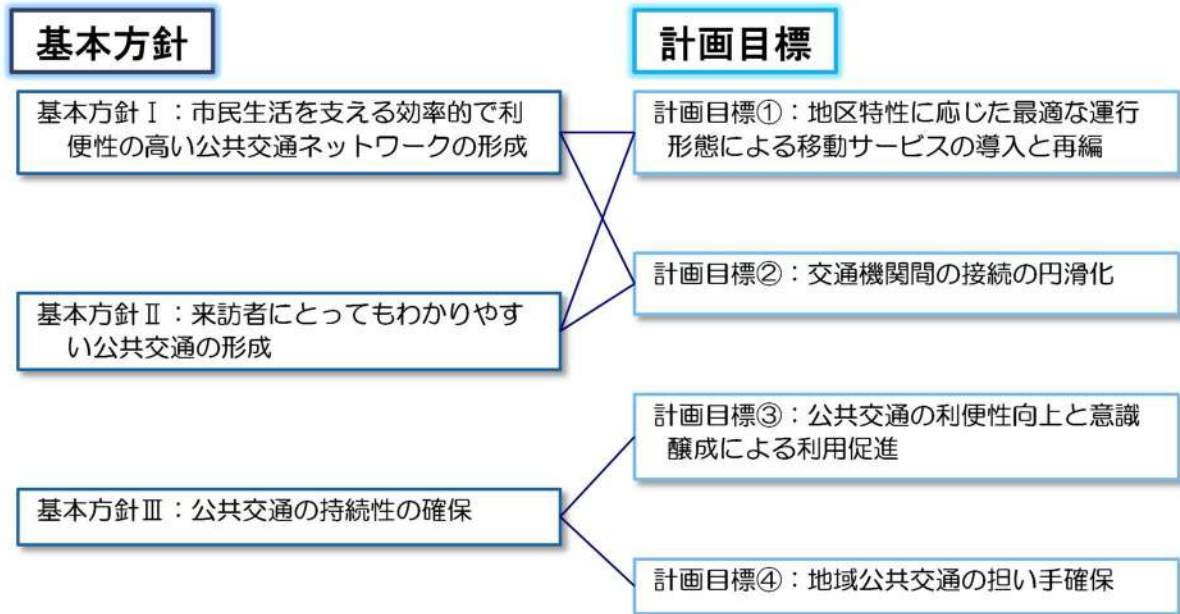 基本方針
基本方針Ⅰ：市民生活を支える効率的で利
便性の高い公共交通ネットワークの形成
基本方針Ⅱ：来訪者にとってもわかりやす
い公共交通の形成
基本方針Ⅲ：公共交通の持続性の確保
計画目標
計画目標①：地区特性に応じた最適な運行
形態による移動サービスの導入と再編
計画目標②：交通機関間の接続の円滑化
計画目標③：公共交通の利便性向上と意識
醸成による利用促進
計画目標④：地域公共交通の担い手確保